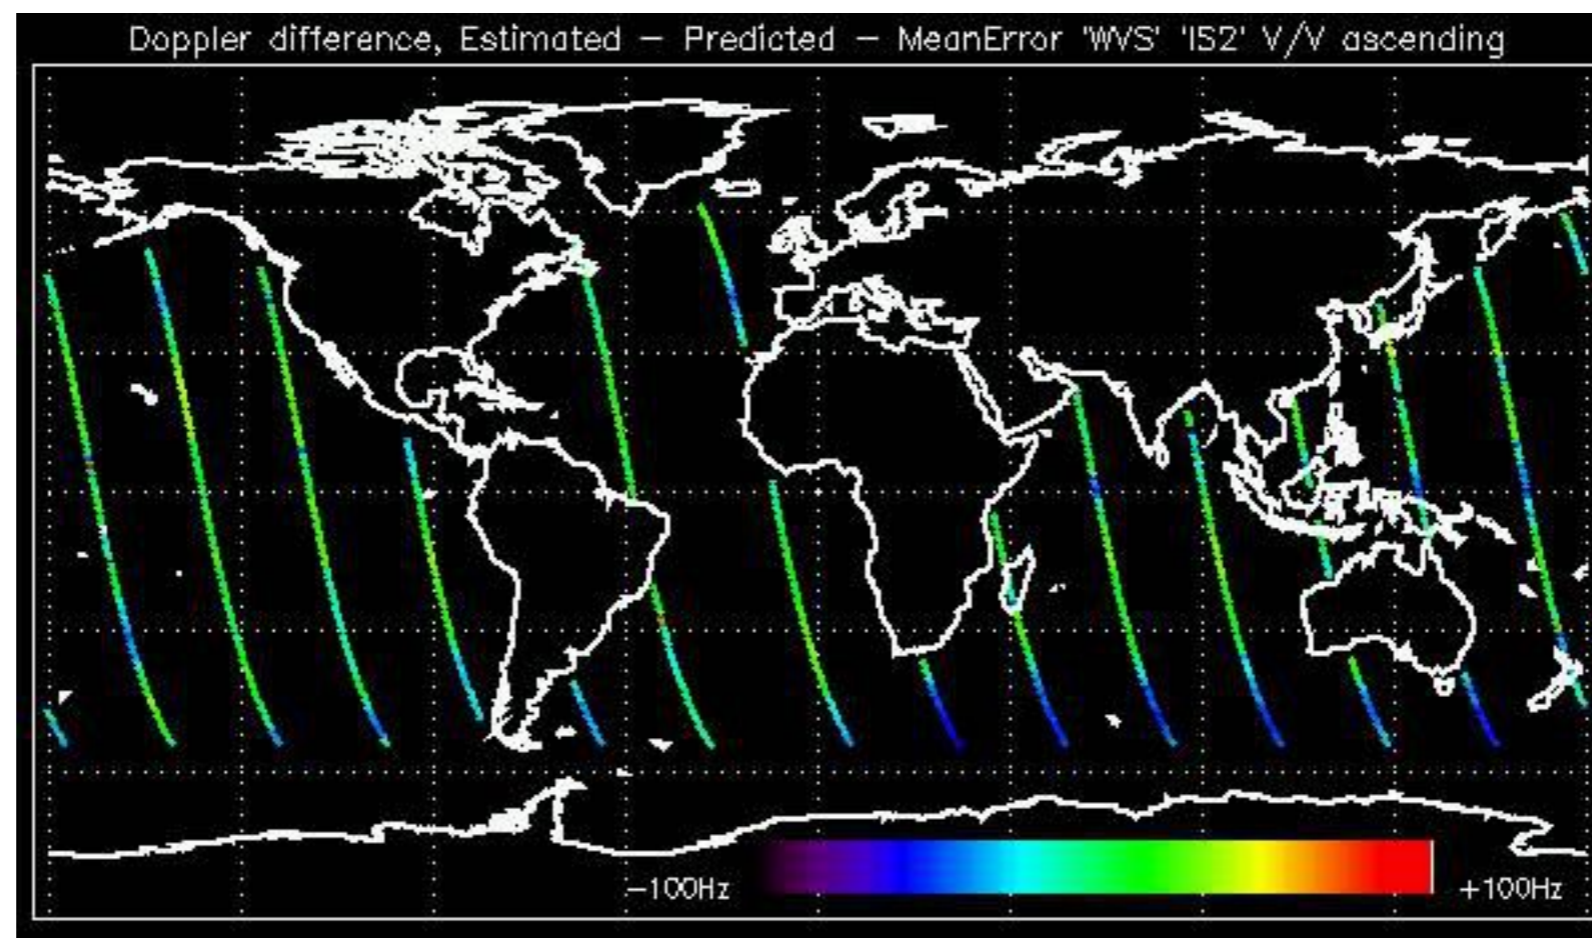 Doppler difference, Estimated – Predicted – MeanError 'WVS' 'IS2' V/V ascending
–100Hz
+100Hz